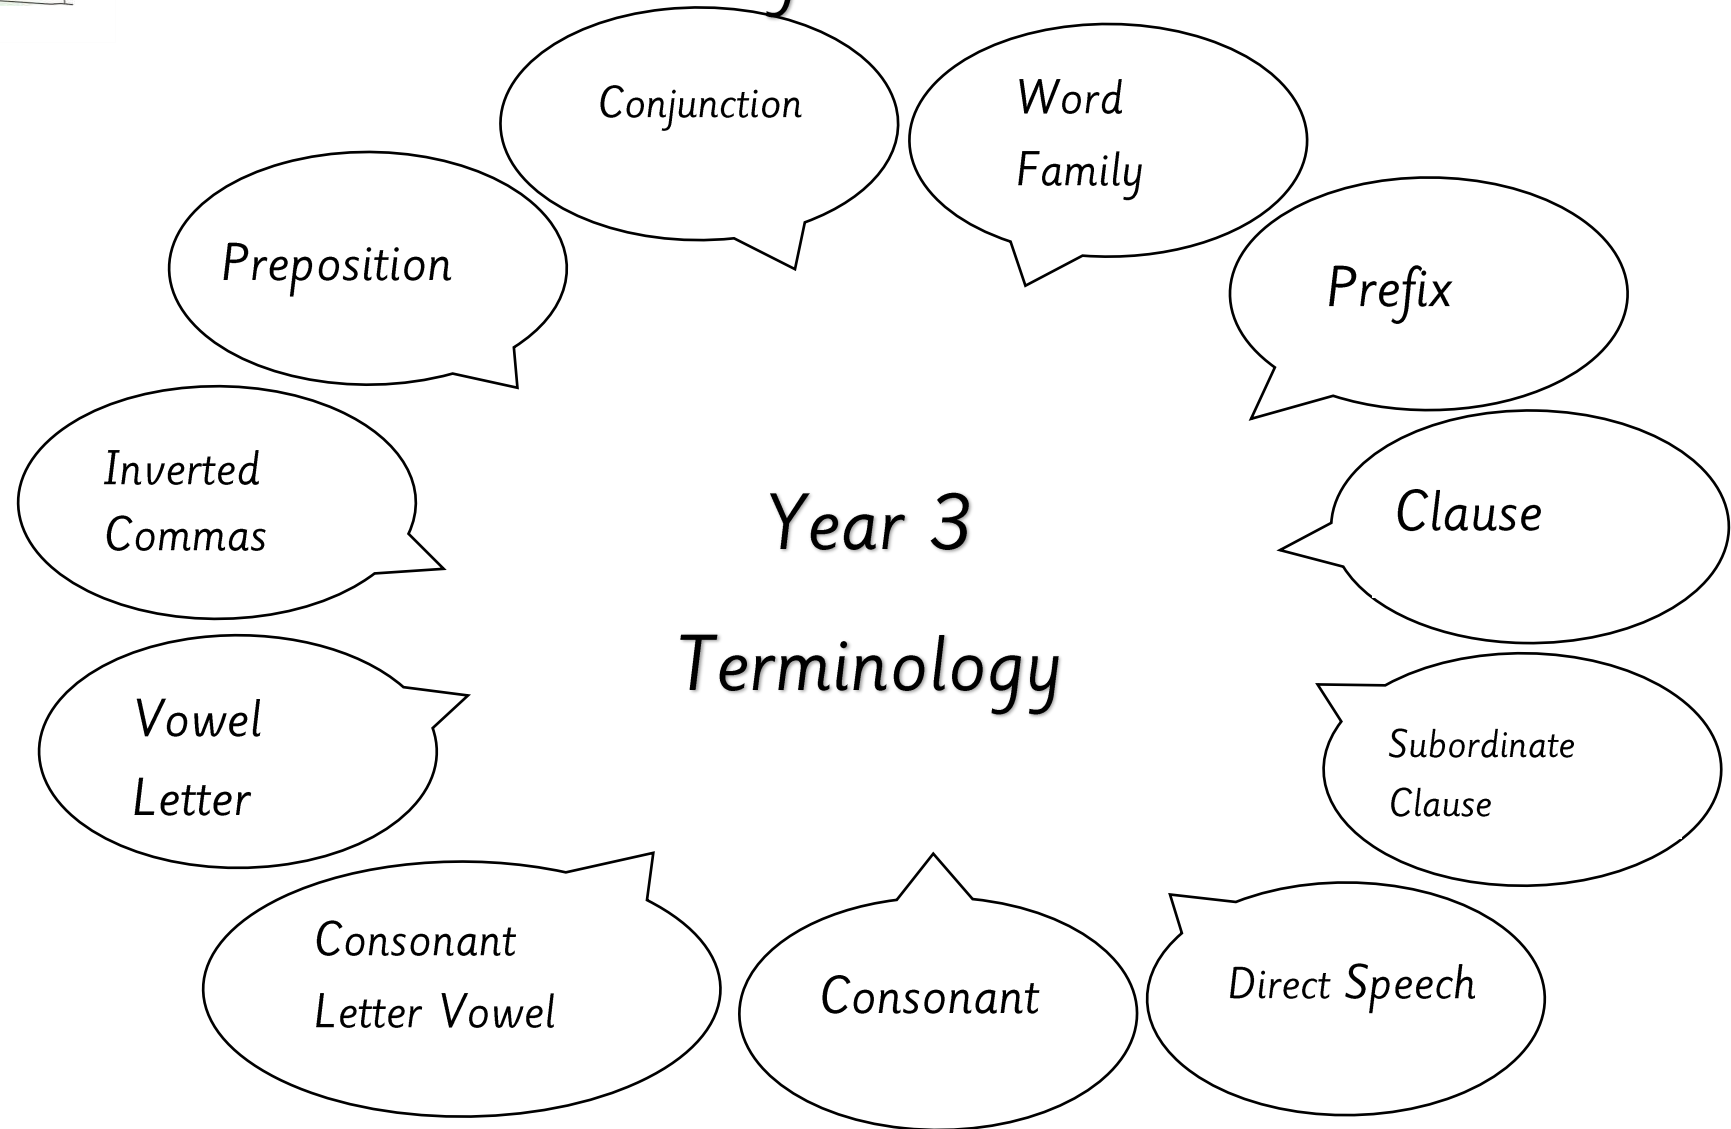 Conjunction
Word
Family
Preposition
Prefix
Inverted
Commas
Clause
Year 3
Terminology
Vowel
Letter
Subordinate
Clause
Consonant
Letter Vowel
Consonant
Direct Speech